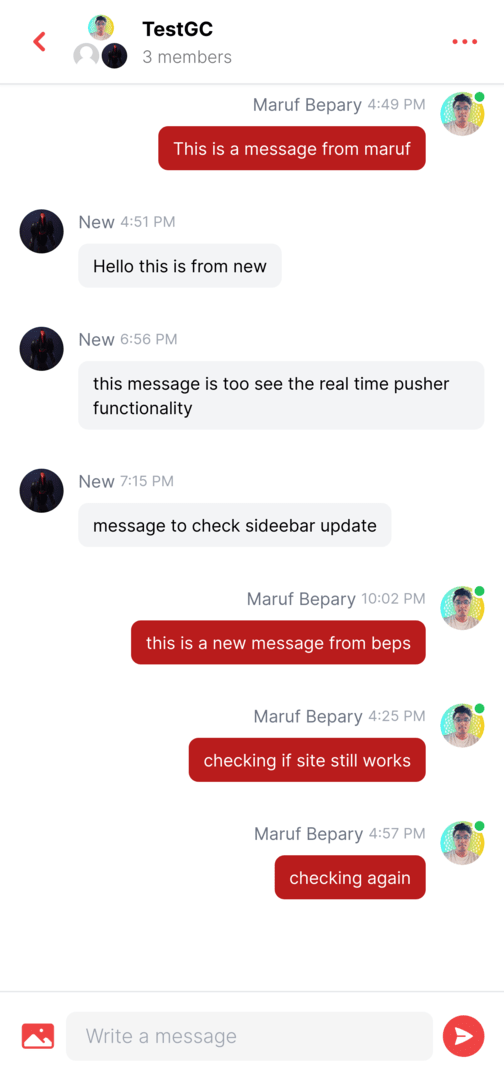 TestGC
3 members
Maruf Bepary 4:49 PM
This is a message from maruf
New 4:51 PM
Hello this is from new
New 6:56 PM
this message is too see the real time pusher
functionality
New 7:15 PM
message to check sideebar update
Maruf Bepary 10:02 PM
this is a new message from beps
Maruf Bepary 4:25 PM
checking if site still works
Maruf Bepary 4:57 PM
checking again
Write a message